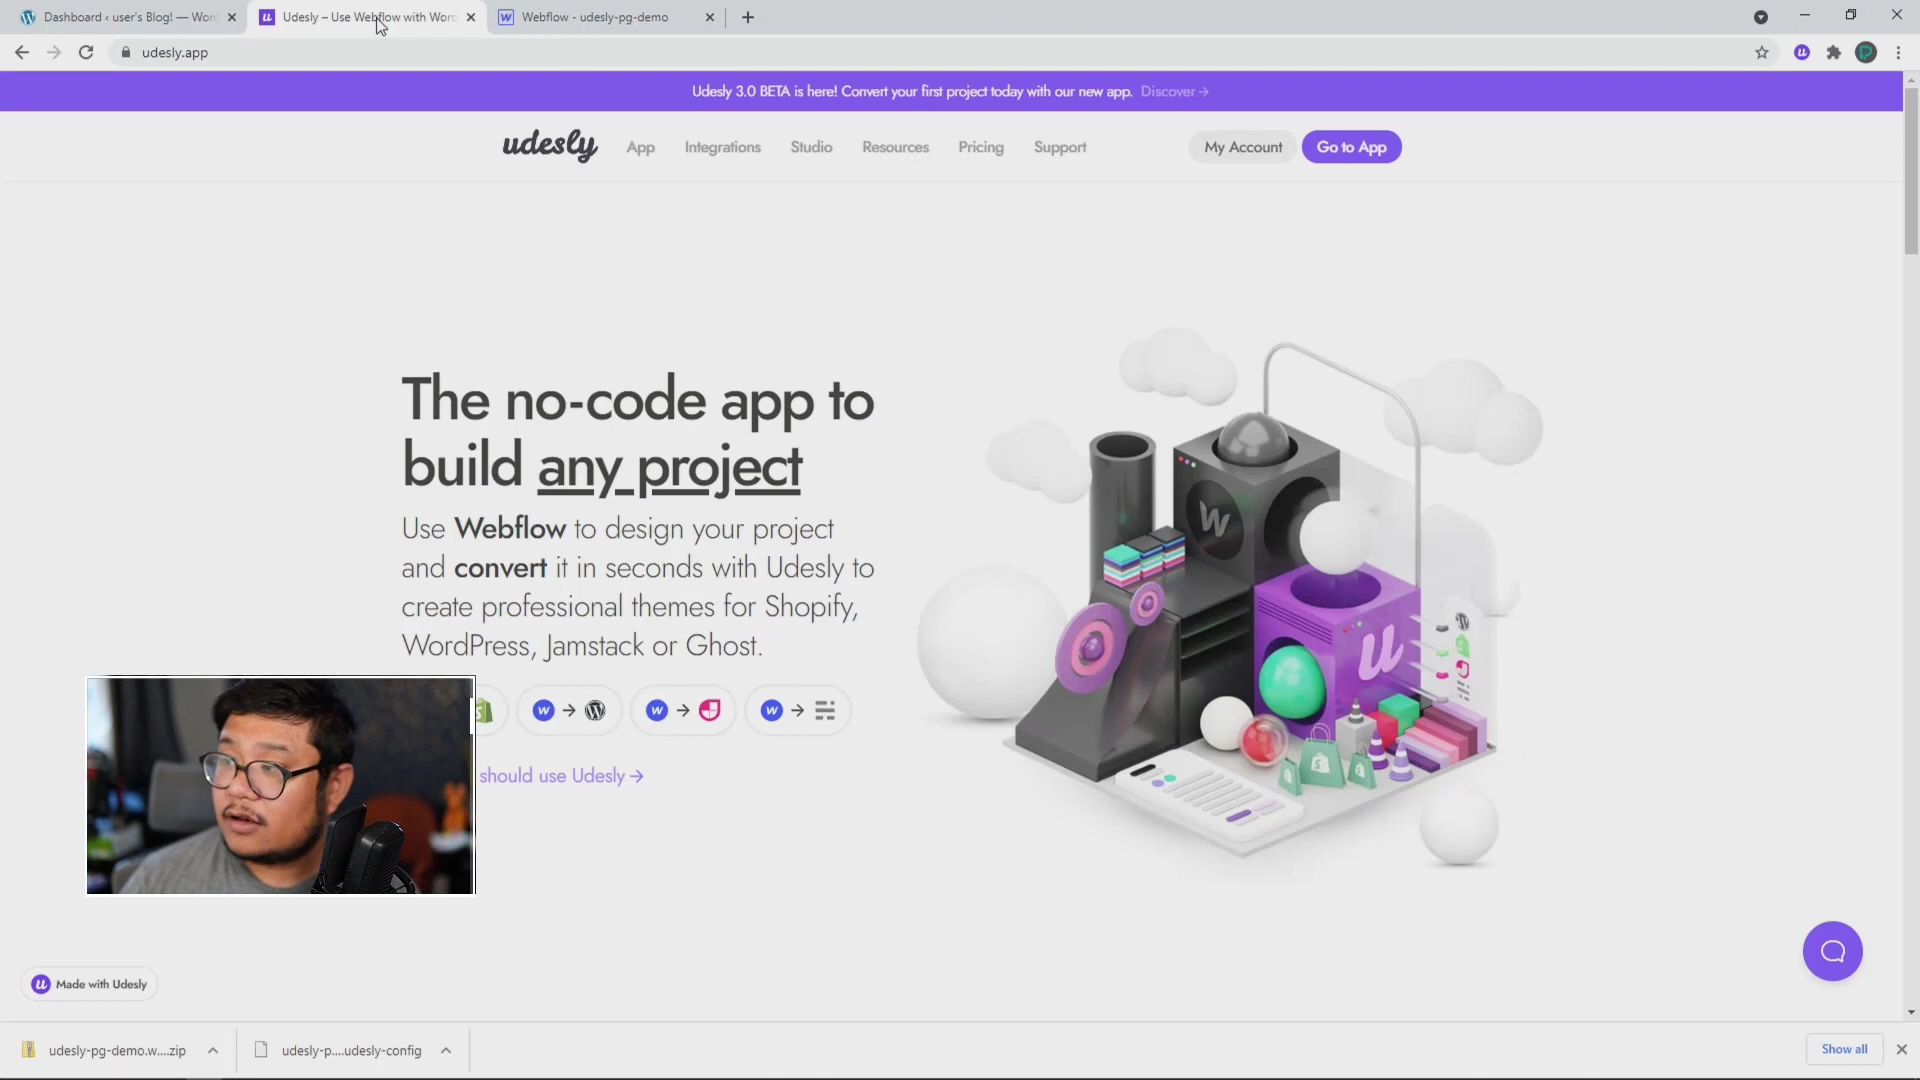 Dashboard ‹ user's Blog! — Wor
Udesly – Use Webflow with Word
Webflow - udesly-pg-demo
udesly.app
Udesly 3.0 BETA is here! Convert your first project today with our new app. Discover →
udesly
App
Integrations
Studio
Resources
Pricing
Support
My Account
Go to App
The no-code app to
build any project
Use Webflow to design your project
and convert it in seconds with Udesly to
create professional themes for Shopify,
WordPress, Jamstack or Ghost.
should use Udesly →
Made with Udesly
udesly-pg-demo.w....zip
udesly-p....udesly-config
Show all